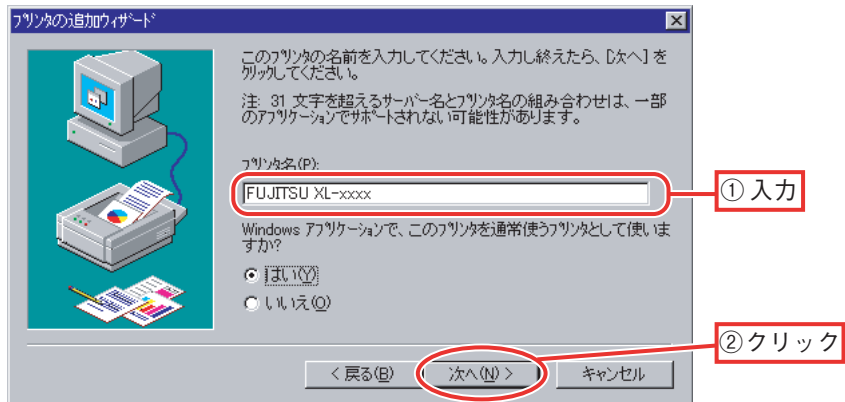 プリンタの追加ウィザード
このプリンタの名前を入力してください。入力し終えたら、[次へ] を
クリックしてください。
注: 31 文字を超えるサーバー名とプリンタ名の組み合わせは、一部
のアプリケーションでサポートされない可能性があります。
プリンタ名(P):
FUJITSU XL-xxxx
① 入力
Windows アプリケーションで、このプリンタを通常使うプリンタとして使いま
すか?
はい(Y)
いいえ(O)
②クリック
< 戻る(B)
次へ(N) >
キャンセル